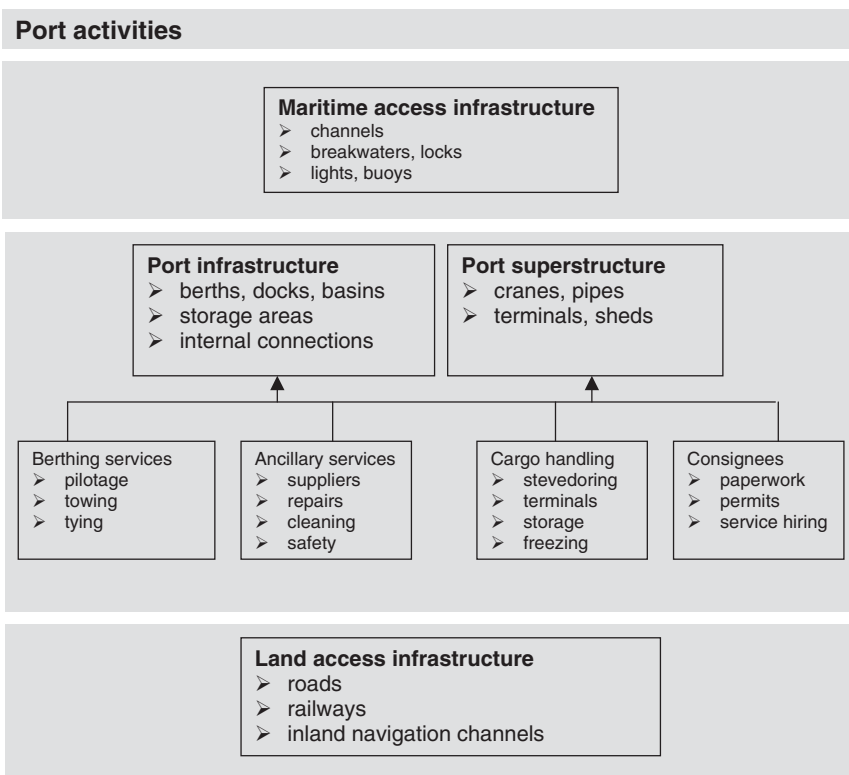 Port activities
Maritime access infrastructure
➢ channels
➢ breakwaters, locks
➢ lights, buoys
Port infrastructure
➢ berths, docks, basins
➢ storage areas
➢ internal connections
Port superstructure
➢ cranes, pipes
➢ terminals, sheds
Berthing services
➢ pilotage
➢ towing
➢ tying
Ancillary services
➢ suppliers
➢ repairs
➢ cleaning
➢ safety
Cargo handling
➢ stevedoring
➢ terminals
➢ storage
➢ freezing
Consignees
➢ paperwork
➢ permits
➢ service hiring
Land access infrastructure
➢ roads
➢ railways
➢ inland navigation channels